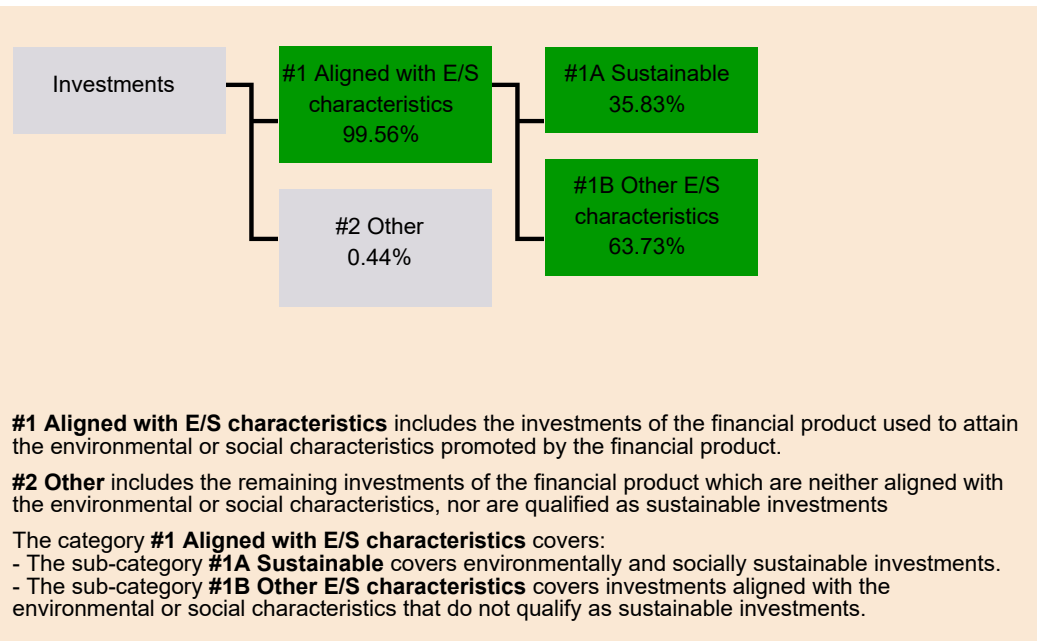 Investments
#1 Aligned with E/S
characteristics
99.56%
#1A Sustainable
35.83%
#2 Other
0.44%
#1B Other E/S
characteristics
63.73%
#1 Aligned with E/S characteristics includes the investments of the financial product used to attain
the environmental or social characteristics promoted by the financial product.
#2 Other includes the remaining investments of the financial product which are neither aligned with
the environmental or social characteristics, nor are qualified as sustainable investments
The category #1 Aligned with E/S characteristics covers:
- The sub-category #1A Sustainable covers environmentally and socially sustainable investments.
- The sub-category #1B Other E/S characteristics covers investments aligned with the
environmental or social characteristics that do not qualify as sustainable investments.